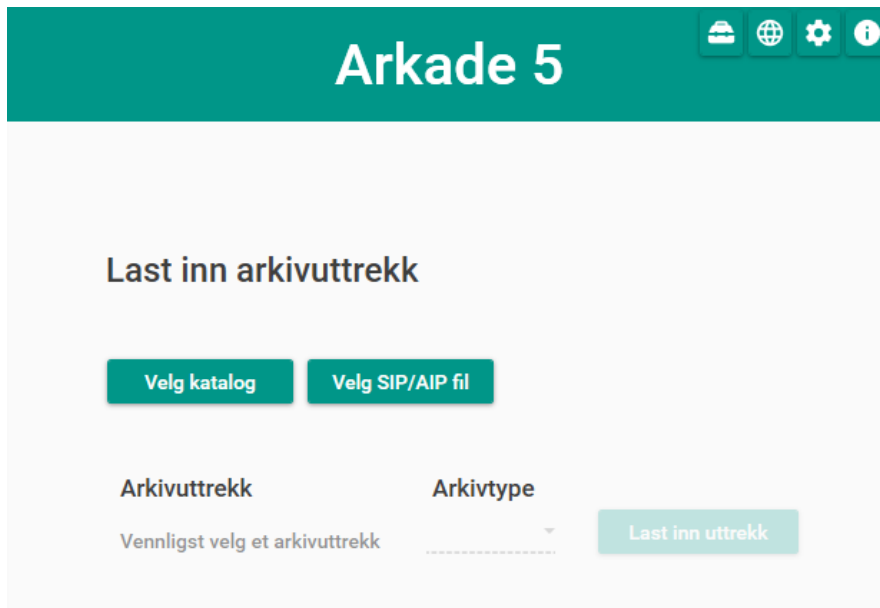 Arkade 5
Last inn arkivuttrekk
Velg katalog Velg SIP/AIP fil
Arkivuttrekk Arkivtype
Vennligst velg et arkivuttrekk Last inn uttrekk